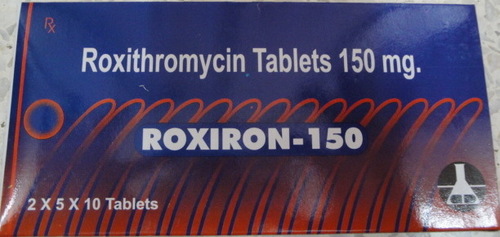 Rx
Roxithromycin Tablets 150 mg.
ROXIRON-150
2 X 5 X 10 Tablets